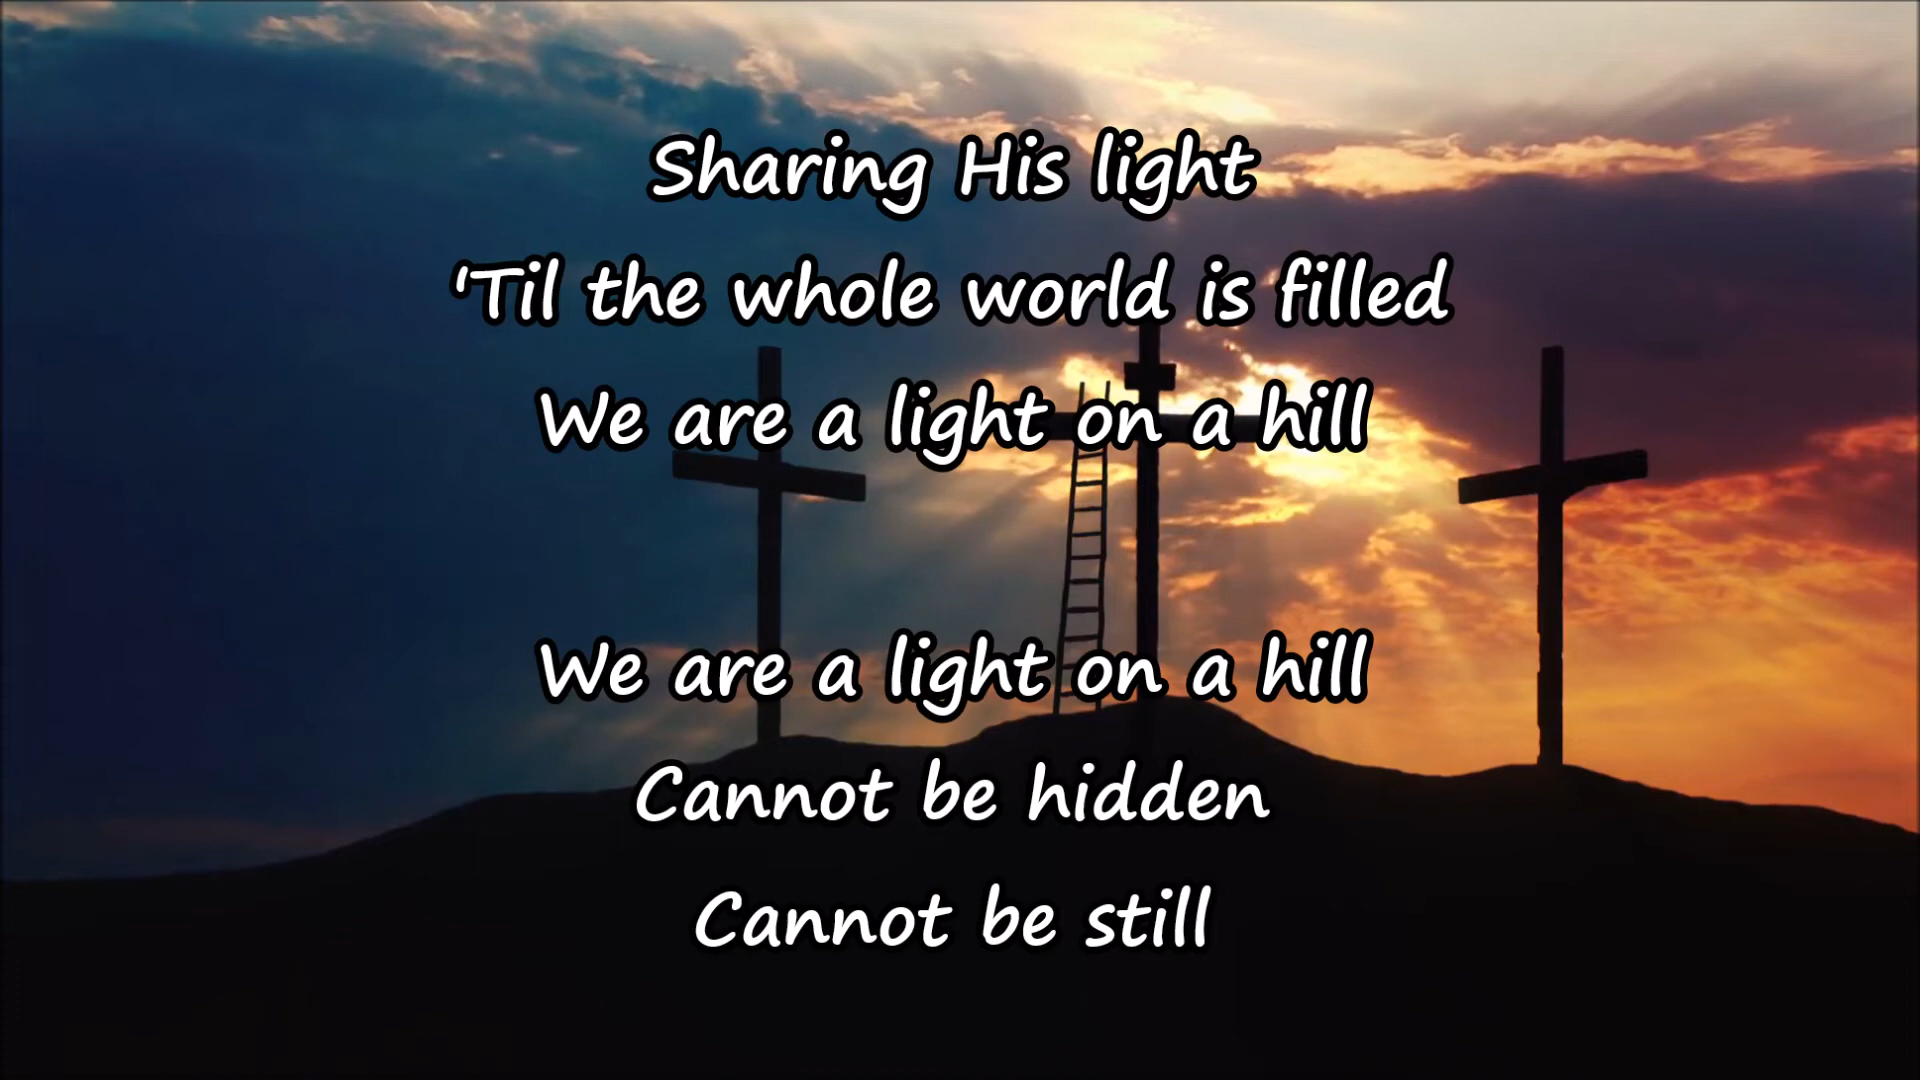 Sharing His light
'Til the whole world is filled
We are a light on a hill
We are a light on a hill
Cannot be hidden
Cannot be still